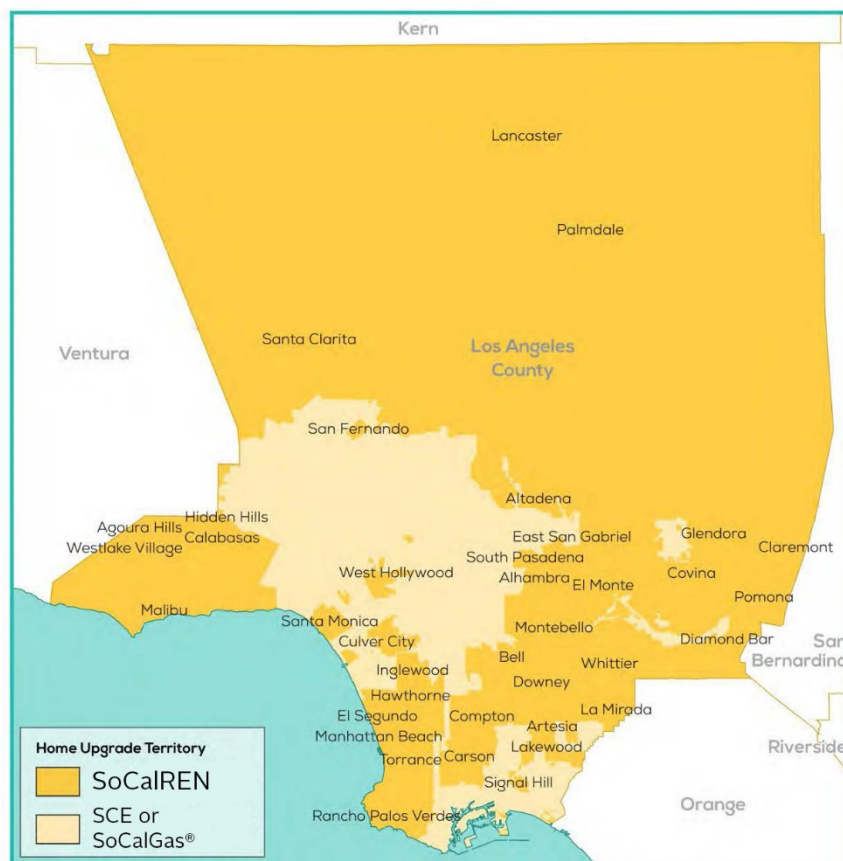 Kern
Lancaster
Palmdale
Santa Clarita
Ventura
Los Angeles
County
San Fernando
Altadena
Hidden Hills
Agoura Hills
Calabasas
Westlake Village
East San Gabriel
Glendora
South Pasadena
Claremont
West Hollywood
Alhambra
Covina
El Monte
Pomona
Malibu
Santa Monica
Montebello
Culver City
Diamond Bar
San
Bernardino
Bell
Whittier
Inglewood
Downey
Hawthorne
La Mirada
El Segundo
Compton
Artesia
Manhattan Beach
Lakewood
Riverside
Torrance
Carson
Signal Hill
Orange
Rancho Palos Verdes
Home Upgrade Territory
SoCalREN
SCE or
SoCalGas®